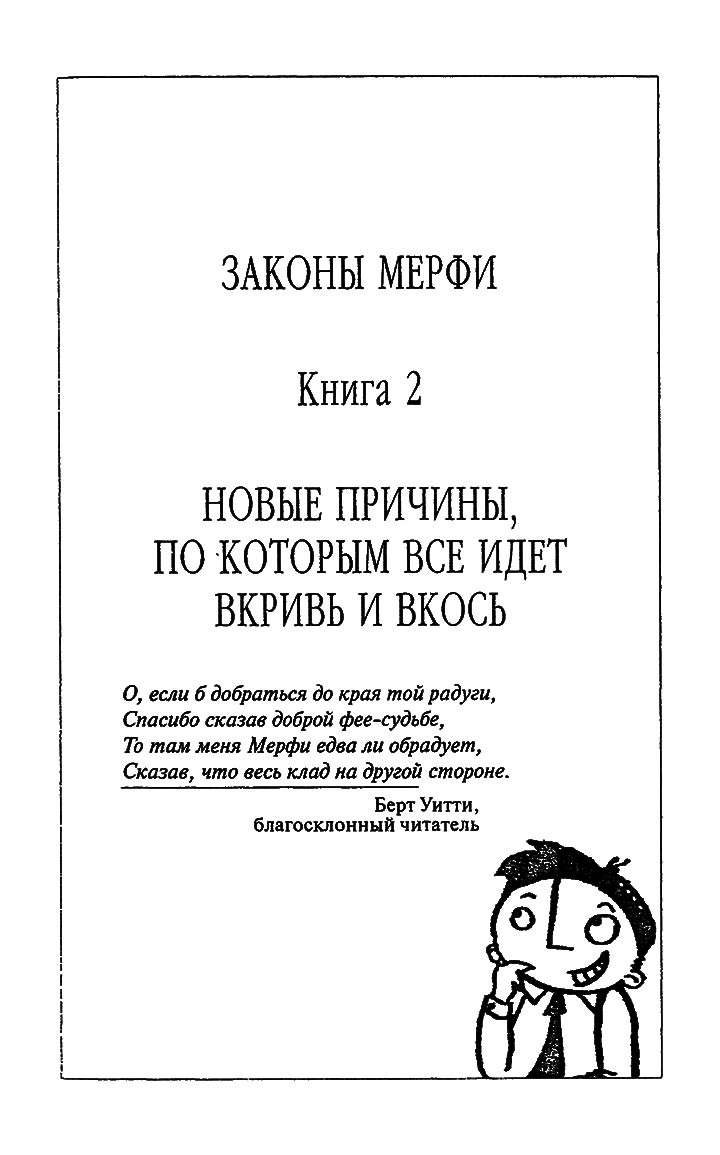 ЗАКОНЫ МЕРФИ
Книга 2
НОВЫЕ ПРИЧИНЫ,
ПО КОТОРЫМ ВСЕ ИДЕТ
ВКРИВЬ И ВКОСЬ
О, если б добраться до края той радуги,
Спасибо сказав доброй фее-судьбе,
То там меня Мерфи едва ли обрадует,
Сказав, что весь клад на другой стороне.
Берт Уитти,
благосклонный читатель